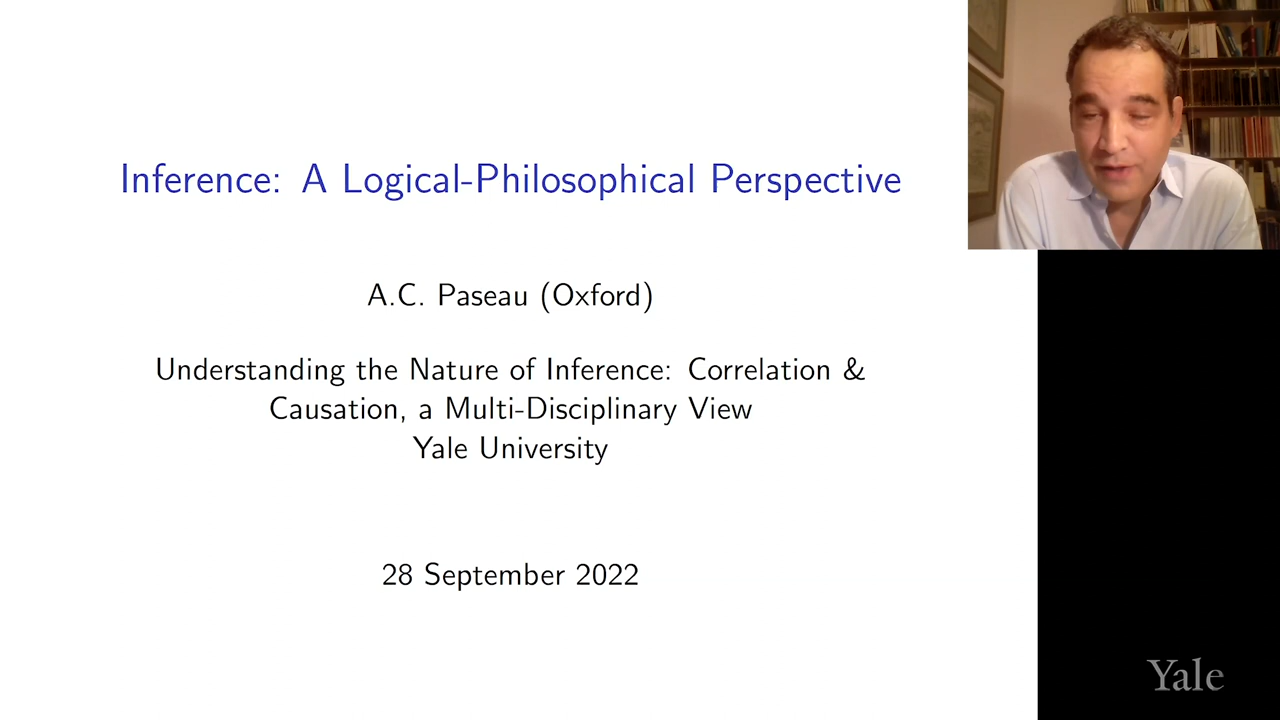 Inference: A Logical-Philosophical Perspective
A.C. Paseau (Oxford)
Understanding the Nature of Inference: Correlation &
Causation, a Multi-Disciplinary View
Yale University
28 September 2022
Yale